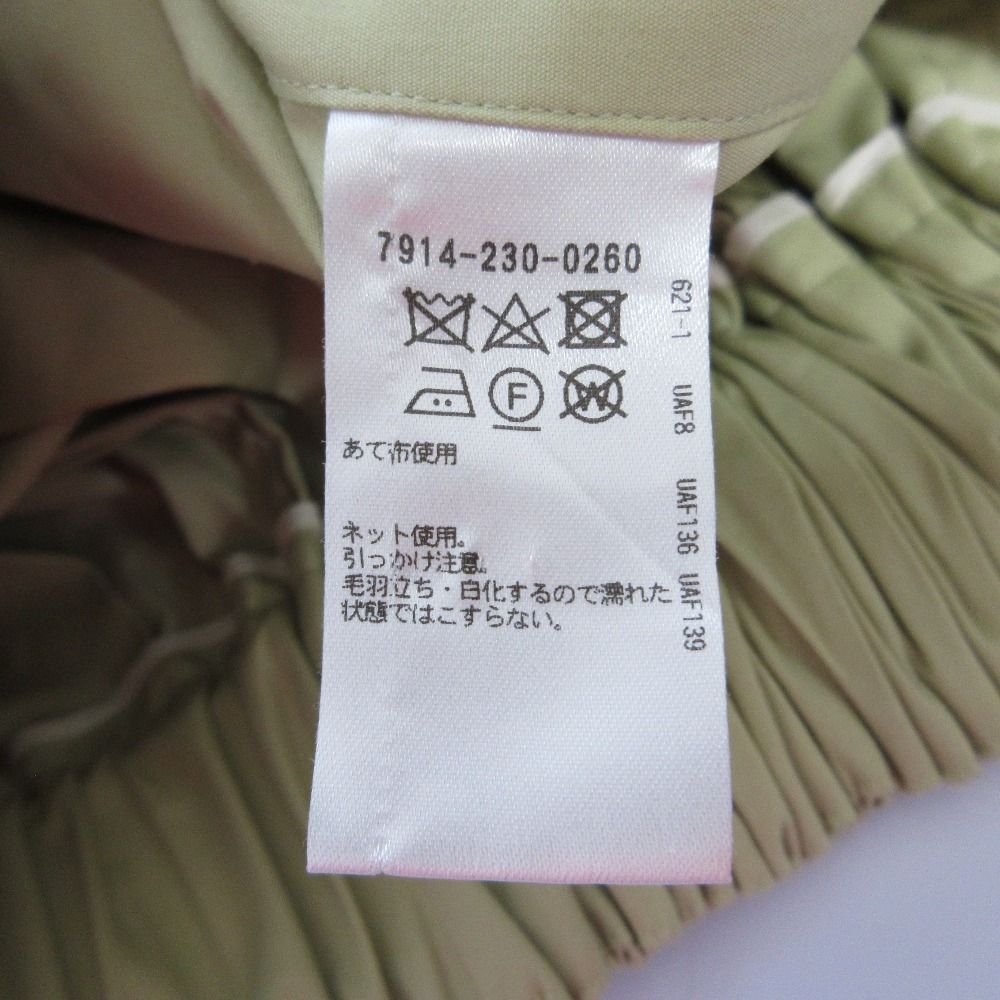 7914-230-0260
F
W
あて布使用
ネット使用。
引っかけ注意。
毛羽立ち・白化するので濡れた
状態ではこすらない。
621-1 UAF8 UAF136 UAF139